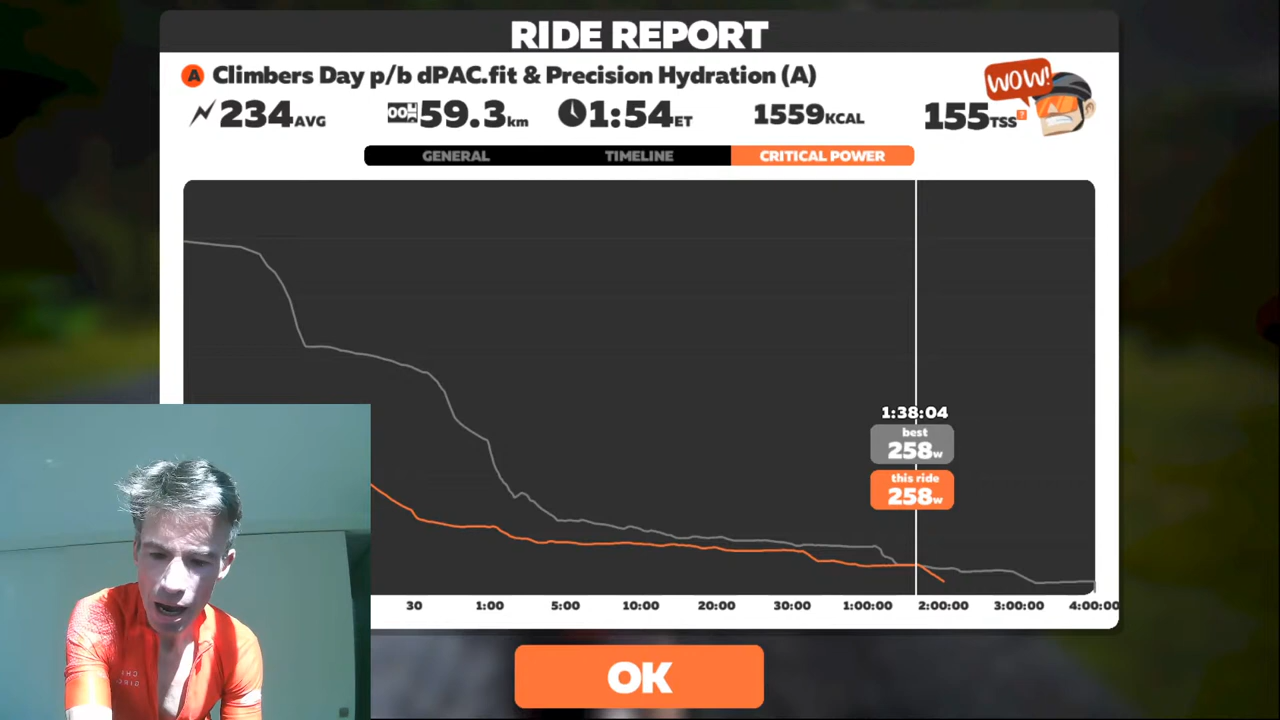 RIDE REPORT
A Climbers Day p/b dPAC.fit & Precision Hydration (A)
WOW!
234AVG 59.3km 1:54ET 1559KCAL 155TSS ?
GENERAL TIMELINE CRITICAL POWER
1:38:04
best
258w
this ride
258w
30 1:00 5:00 10:00 20:00 30:00 1:00:00 2:00:00 3:00:00 4:00:00
OK